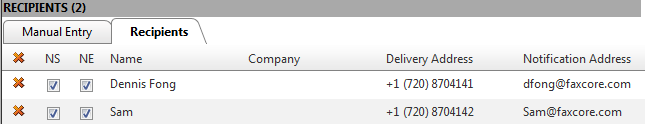 RECIPIENTS (2)
Manual Entry Recipients
NS NE Name Company Delivery Address Notification Address
Dennis Fong +1 (720) 8704141 dfong@faxcore.com
Sam +1 (720) 8704142 Sam@faxcore.com